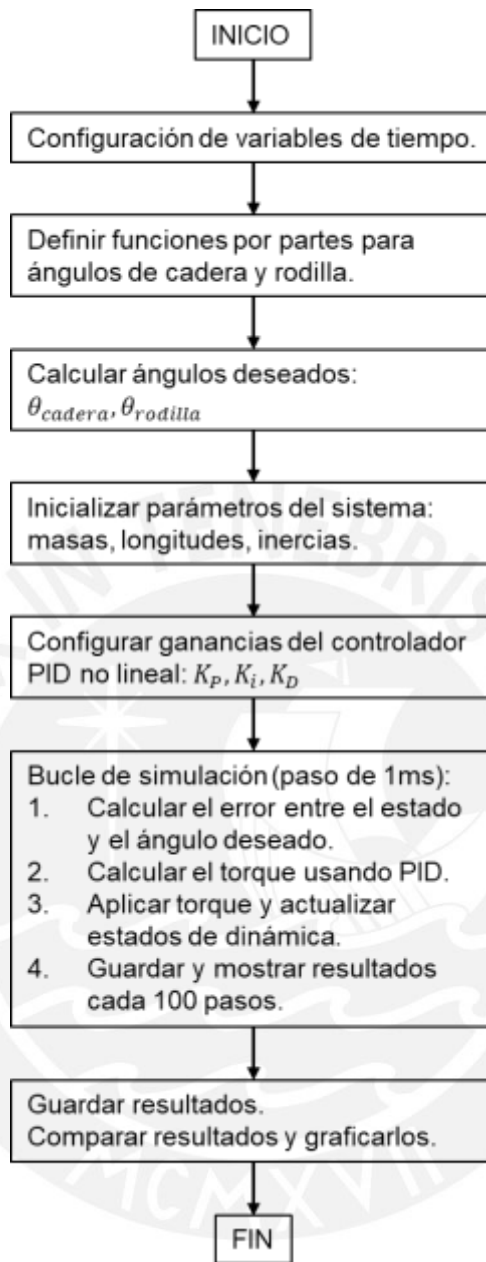 INICIO
Configuración de variables de tiempo.
Definir funciones por partes para
ángulos de cadera y rodilla.
Calcular ángulos deseados:
θcadera, θrodilla
Inicializar parámetros del sistema:
masas, longitudes, inercias.
Configurar ganancias del controlador
PID no lineal: KP, Ki, KD
Bucle de simulación (paso de 1ms):
1. Calcular el error entre el estado
y el ángulo deseado.
2. Calcular el torque usando PID.
3. Aplicar torque y actualizar
estados de dinámica.
4. Guardar y mostrar resultados
cada 100 pasos.
Guardar resultados.
Comparar resultados y graficarlos.
FIN
IN TENEBRIS
MCMXVII